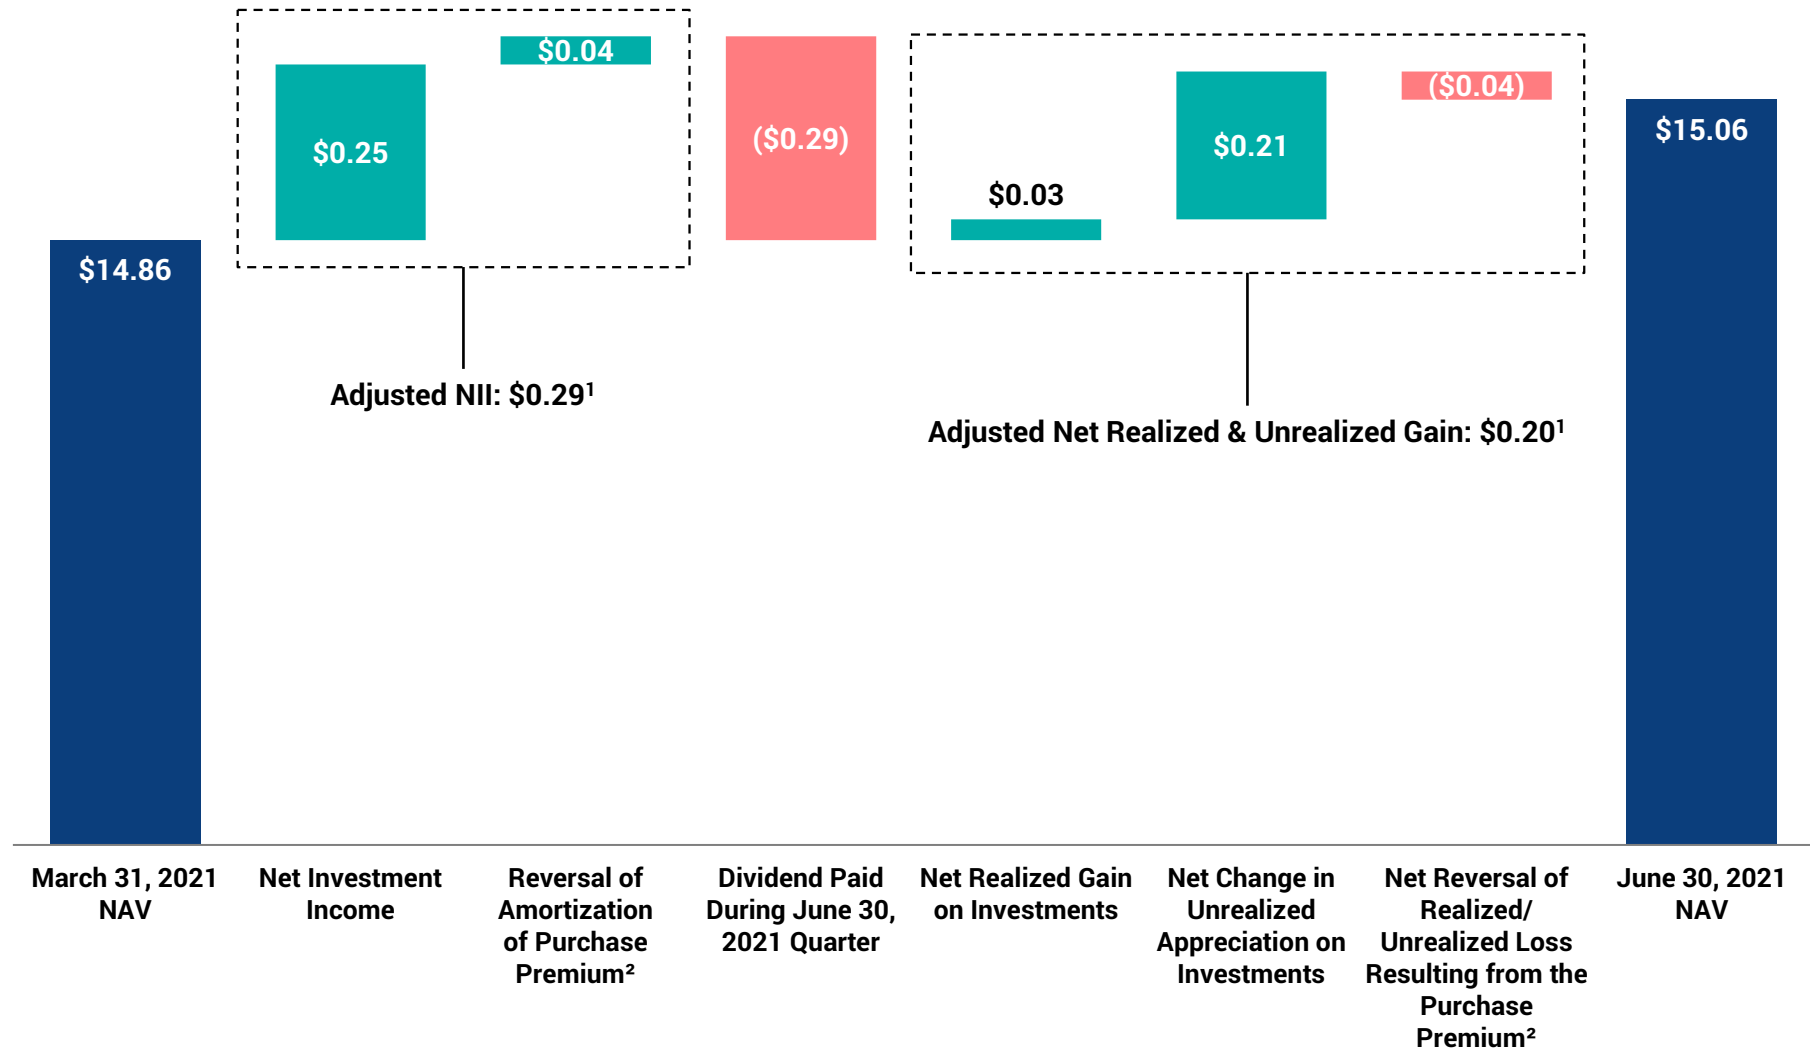 $0.04
$0.25
($0.29)
$0.03
$0.21
($0.04)
$15.06
$14.86
Adjusted NII: $0.29¹
Adjusted Net Realized & Unrealized Gain: $0.20¹
March 31, 2021
NAV
Net Investment
Income
Reversal of
Amortization
of Purchase
Premium²
Dividend Paid
During June 30,
2021 Quarter
Net Realized Gain
on Investments
Net Change in
Unrealized
Appreciation on
Investments
Net Reversal of
Realized/
Unrealized Loss
Resulting from the
Purchase
Premium²
June 30, 2021
NAV